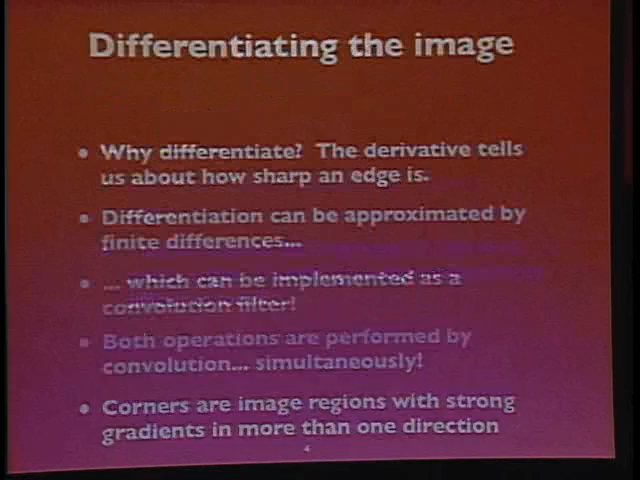 Differentiating the image
• Why differentiate? The derivative tells
us about how sharp an edge is.
• Differentiation can be approximated by
finite differences...
• ... which can be implemented as a
convolution filter!
• Both operations are performed by
convolution... simultaneously!
• Corners are image regions with strong
gradients in more than one direction
4